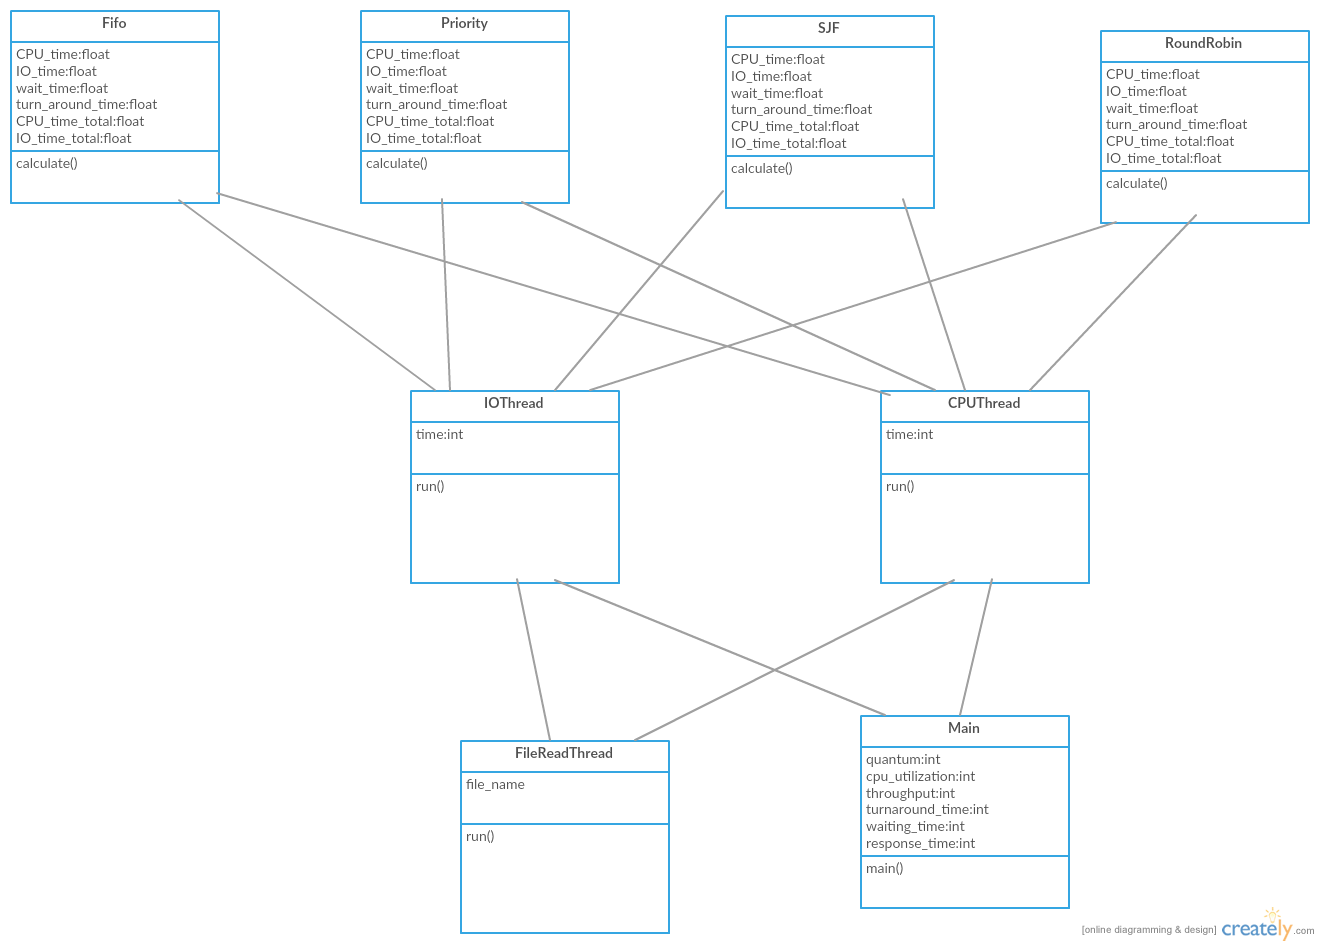 Fifo
CPU_time:float
IO_time:float
wait_time:float
turn_around_time:float
CPU_time_total:float
IO_time_total:float
calculate()
Priority
CPU_time:float
IO_time:float
wait_time:float
turn_around_time:float
CPU_time_total:float
IO_time_total:float
calculate()
SJF
CPU_time:float
IO_time:float
wait_time:float
turn_around_time:float
CPU_time_total:float
IO_time_total:float
calculate()
RoundRobin
CPU_time:float
IO_time:float
wait_time:float
turn_around_time:float
CPU_time_total:float
IO_time_total:float
calculate()
IOThread
time:int
run()
CPUThread
time:int
run()
FileReadThread
file_name
run()
Main
quantum:int
cpu_utilization:int
throughput:int
turnaround_time:int
waiting_time:int
response_time:int
main()
[online diagramming & design] creately.com